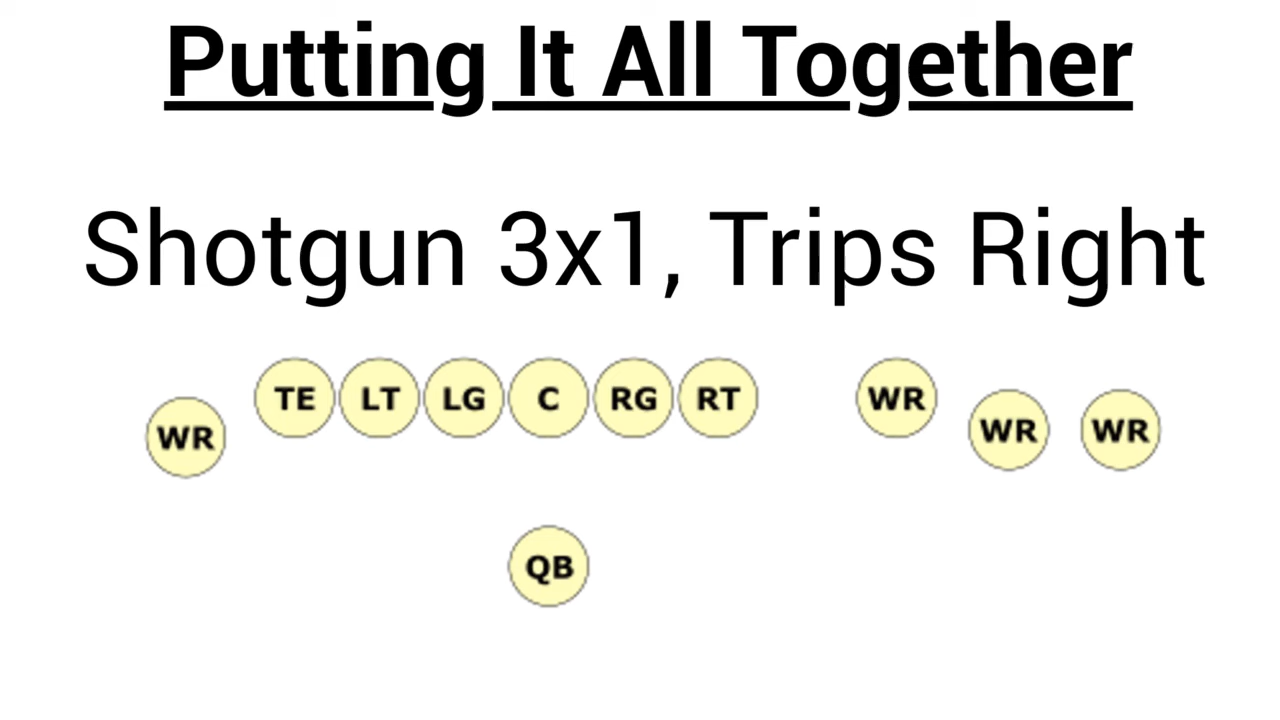 Putting It All Together
Shotgun 3x1, Trips Right
WR TE LT LG C RG RT WR WR WR
QB